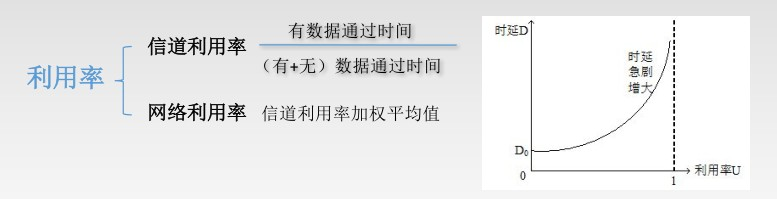 利用率
信道利用率
有数据通过时间
（有+无）数据通过时间
网络利用率 信道利用率加权平均值
时延D
时延
急剧
增大
D₀
0
1
利用率U